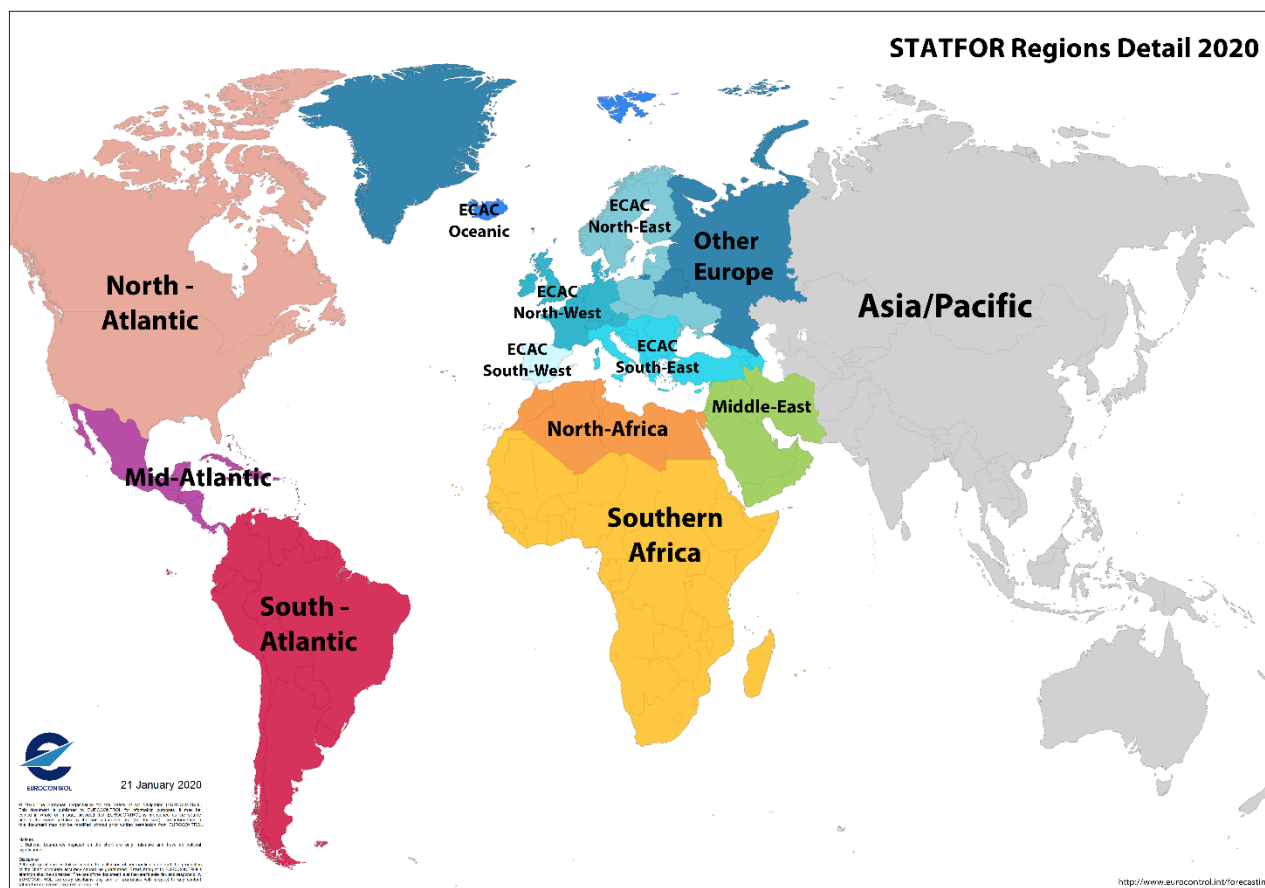 STATFOR Regions Detail 2020
ECAC
Oceanic
ECAC
North-East
Other
Europe
North -
Atlantic
ECAC
North-West
Asia/Pacific
ECAC
South-West
ECAC
South-East
Middle-East
North-Africa
Mid-Atlantic
Southern
Africa
South -
Atlantic
EUROCONTROL
21 January 2020
http://www.eurocontrol.int/forecastin